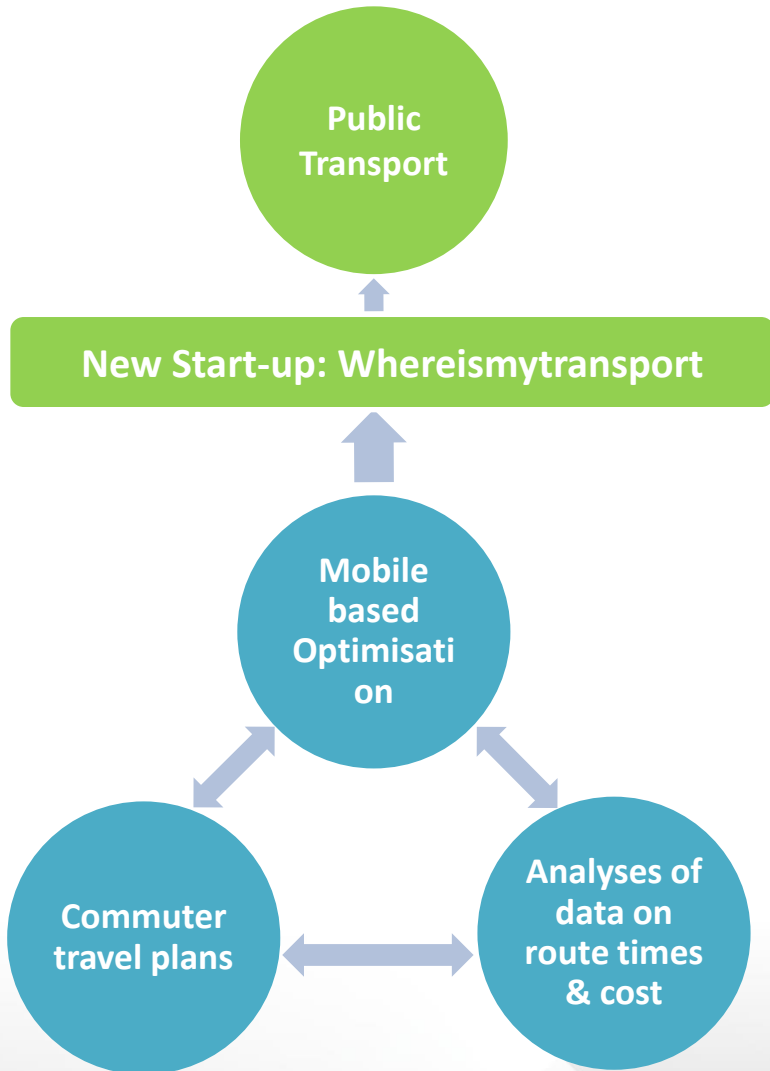 Public
Transport
New Start-up: Whereismytransport
Mobile
based
Optimisati
on
Commuter
travel plans
Analyses of
data on
route times
& cost